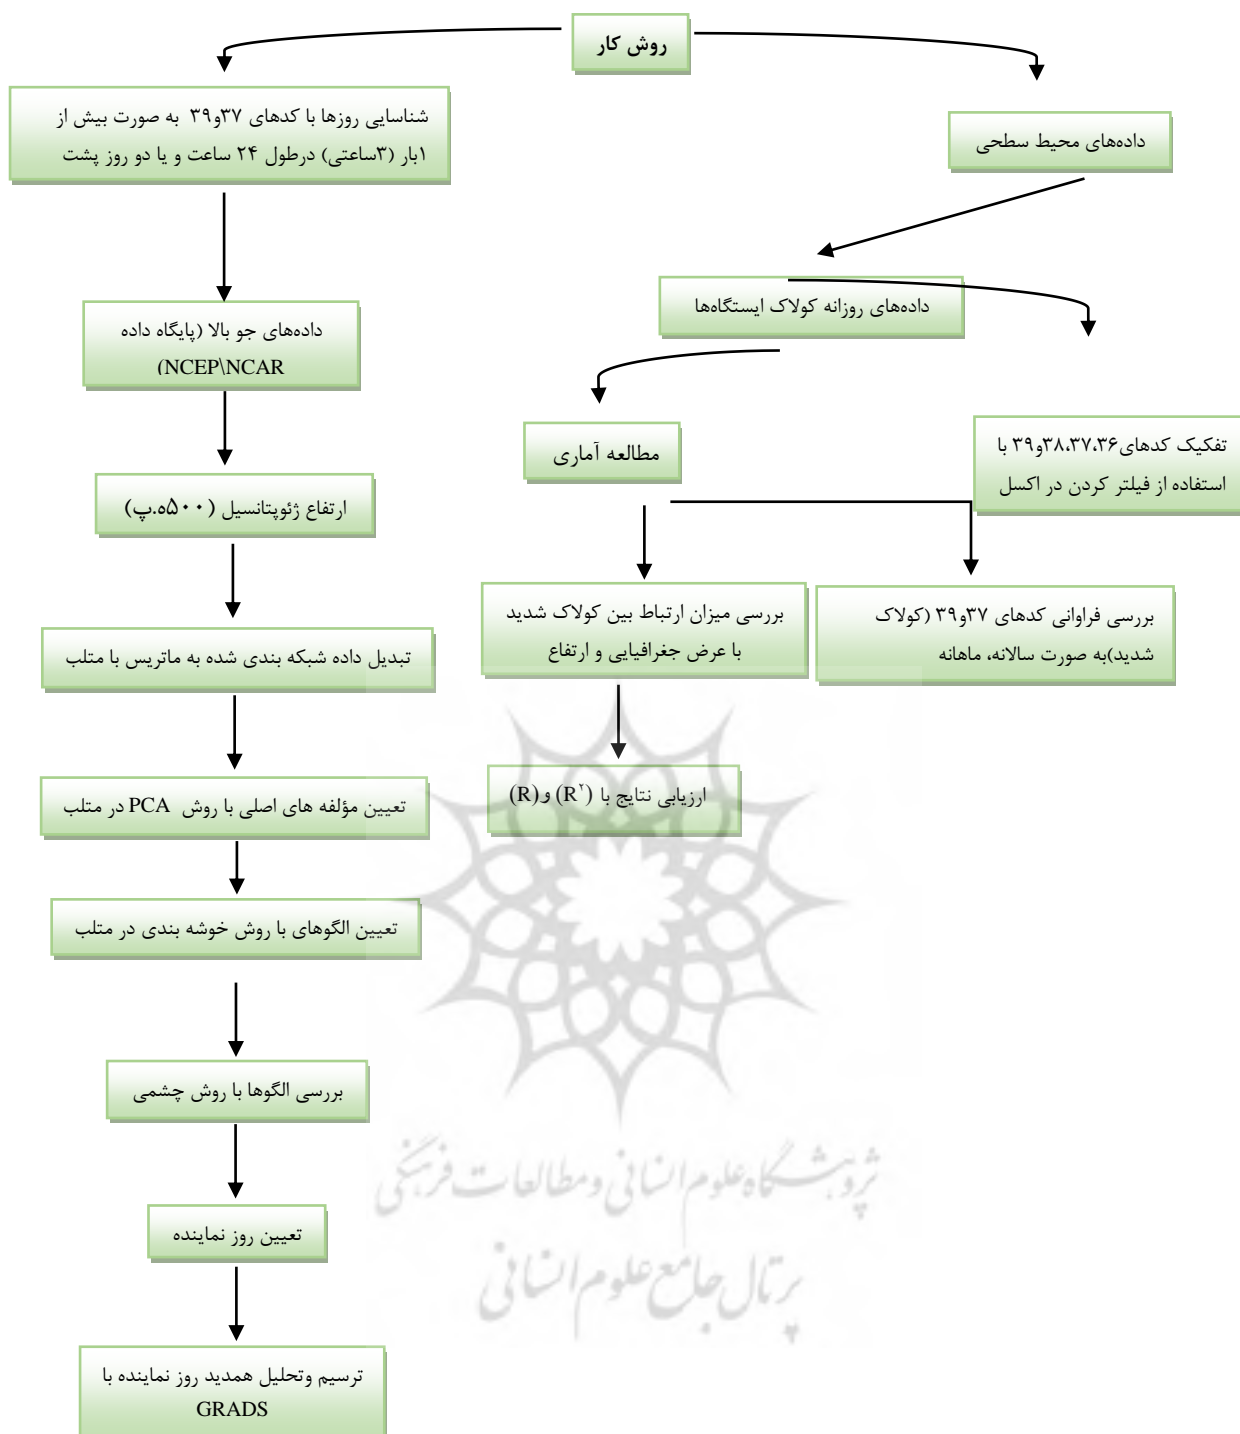 روش کار
داده‌های محیط سطحی
داده‌های روزانه کولاک ایستگاه‌ها
تفکیک کدهای۳۸،۳۷،۳۶و۳۹ با
استفاده از فیلتر کردن در اکسل
مطالعه آماری
بررسی فراوانی کدهای ۳۷و۳۹ (کولاک
شدید)به صورت سالانه، ماهانه
بررسی میزان ارتباط بین کولاک شدید
با عرض جغرافیایی و ارتفاع
ارزیابی نتایج با (R²) و(R)
شناسایی روزها با کدهای ۳۷و۳۹ به صورت بیش از
۱بار (۳ساعتی) درطول ۲۴ ساعت و یا دو روز پشت
داده‌های جو بالا (پایگاه داده
NCEP\NCAR)
ارتفاع ژئوپتانسیل (۵۰۰ه.پ)
تبدیل داده شبکه بندی شده به ماتریس با متلب
تعیین مؤلفه های اصلی با روش PCA در متلب
تعیین الگوهای با روش خوشه بندی در متلب
بررسی الگوها با روش چشمی
تعیین روز نماینده
ترسیم وتحلیل همدید روز نماینده با
GRADS
پژوهشگاه علوم انسانی و مطالعات فرهنگی
پرتال جامع علوم انسانی